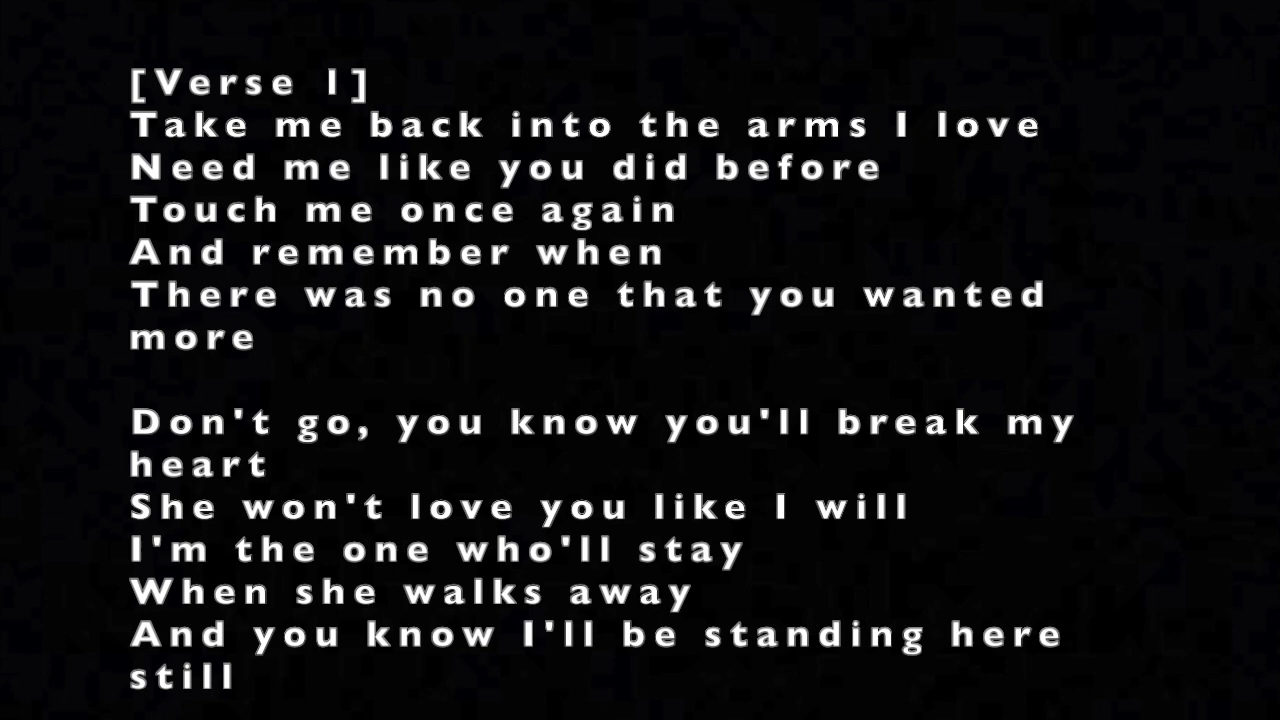 [Verse 1]
Take me back into the arms I love
Need me like you did before
Touch me once again
And remember when
There was no one that you wanted
more
Don't go, you know you'll break my
heart
She won't love you like I will
I'm the one who'll stay
When she walks away
And you know I'll be standing here
still